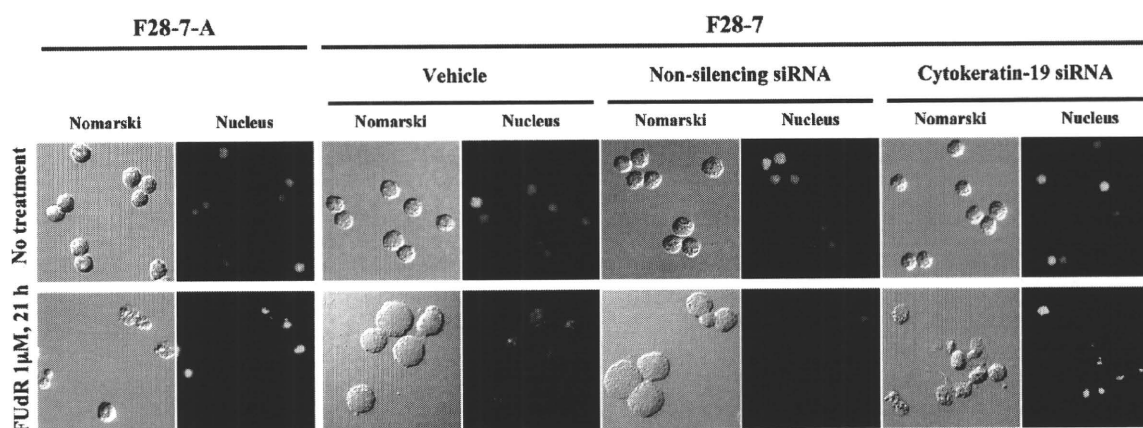 F28-7-A
F28-7
Vehicle
Non-silencing siRNA
Cytokeratin-19 siRNA
Nomarski
Nucleus
Nomarski
Nucleus
Nomarski
Nucleus
Nomarski
Nucleus
No treatment
FUdR 1μM, 21 h